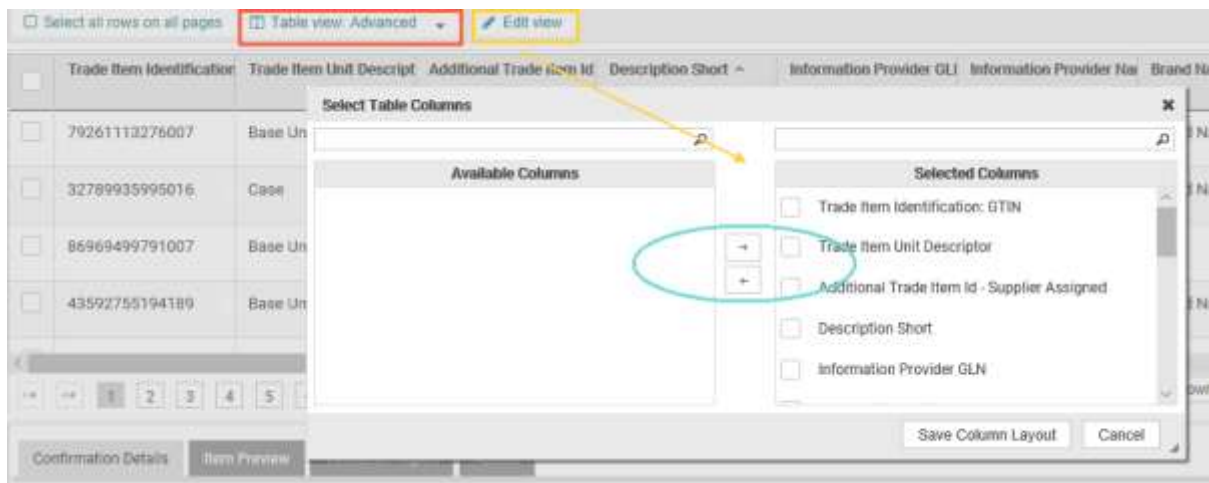 Select all rows on all pages Table view: Advanced Edit view
Trade Item Identification Trade Item Unit Descript Additional Trade Item Id Description Short Information Provider GLI Information Provider Nar Brand Na
Select Table Columns
79261113276007 Base Un
Available Columns Selected Columns
32789935995016 Case
Trade Item Identification: GTIN
86969499791007 Base Un
Trade Item Unit Descriptor
Additional Trade Item Id - Supplier Assigned
43592755194189 Base Un
Description Short
Information Provider GLN
1 2 3 4 5
Save Column Layout Cancel
Confirmation Details Item Preview